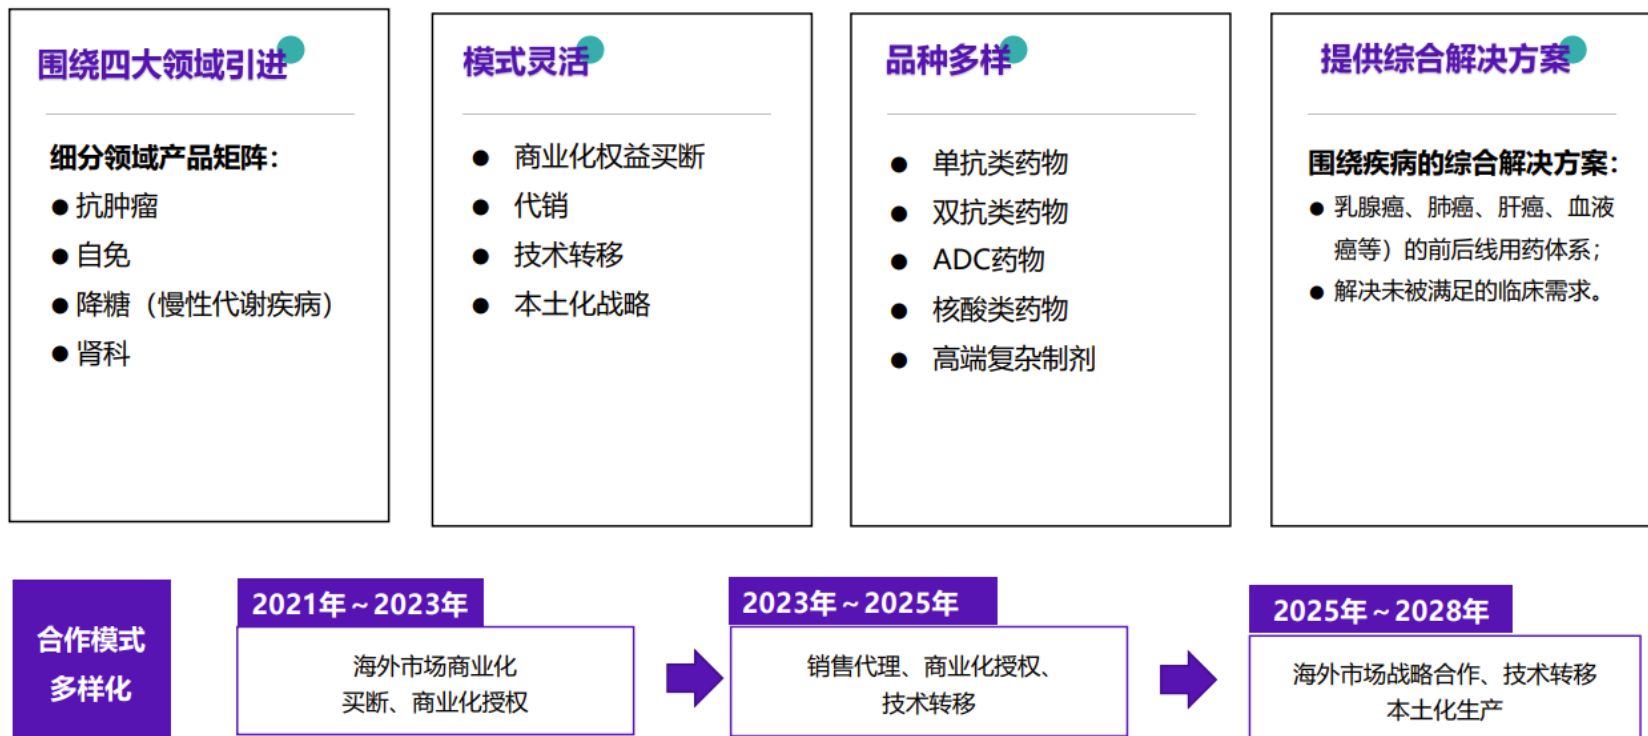 围绕四大领域引进
细分领域产品矩阵：
●抗肿瘤
●自免
●降糖（慢性代谢疾病）
●肾科
模式灵活
● 商业化权益买断
● 代销
● 技术转移
● 本土化战略
品种多样
● 单抗类药物
● 双抗类药物
● ADC药物
● 核酸类药物
● 高端复杂制剂
提供综合解决方案
围绕疾病的综合解决方案：
● 乳腺癌、肺癌、肝癌、血液
癌等）的前后线用药体系；
● 解决未被满足的临床需求。
合作模式
多样化
2021年～2023年
海外市场商业化
买断、商业化授权
2023年～2025年
销售代理、商业化授权、
技术转移
2025年～2028年
海外市场战略合作、技术转移
本土化生产